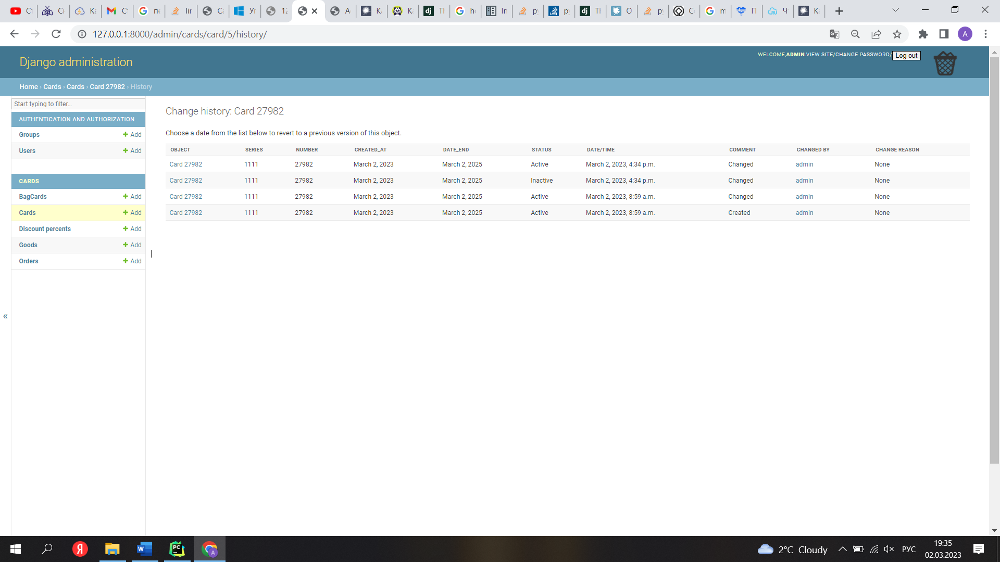 127.0.0.1:8000/admin/cards/card/5/history/
A
Django administration
WELCOME, ADMIN. VIEW SITE / CHANGE PASSWORD / Log out
Home › Cards › Cards › Card 27982 › History
Start typing to filter...
AUTHENTICATION AND AUTHORIZATION
Groups + Add
Users + Add
CARDS
BagCards + Add
Cards + Add
Discount percents + Add
Goods + Add
Orders + Add
«
Change history: Card 27982
Choose a date from the list below to revert to a previous version of this object.
OBJECT SERIES NUMBER CREATED_AT DATE_END STATUS DATE/TIME COMMENT CHANGED BY CHANGE REASON
Card 27982 1111 27982 March 2, 2023 March 2, 2025 Active March 2, 2023, 4:34 p.m. Changed admin None
Card 27982 1111 27982 March 2, 2023 March 2, 2025 Inactive March 2, 2023, 4:34 p.m. Changed admin None
Card 27982 1111 27982 March 2, 2023 March 2, 2025 Active March 2, 2023, 8:59 a.m. Changed admin None
Card 27982 1111 27982 March 2, 2023 March 2, 2025 Active March 2, 2023, 8:59 a.m. Created admin None
2°C Cloudy
РУС
19:35
02.03.2023